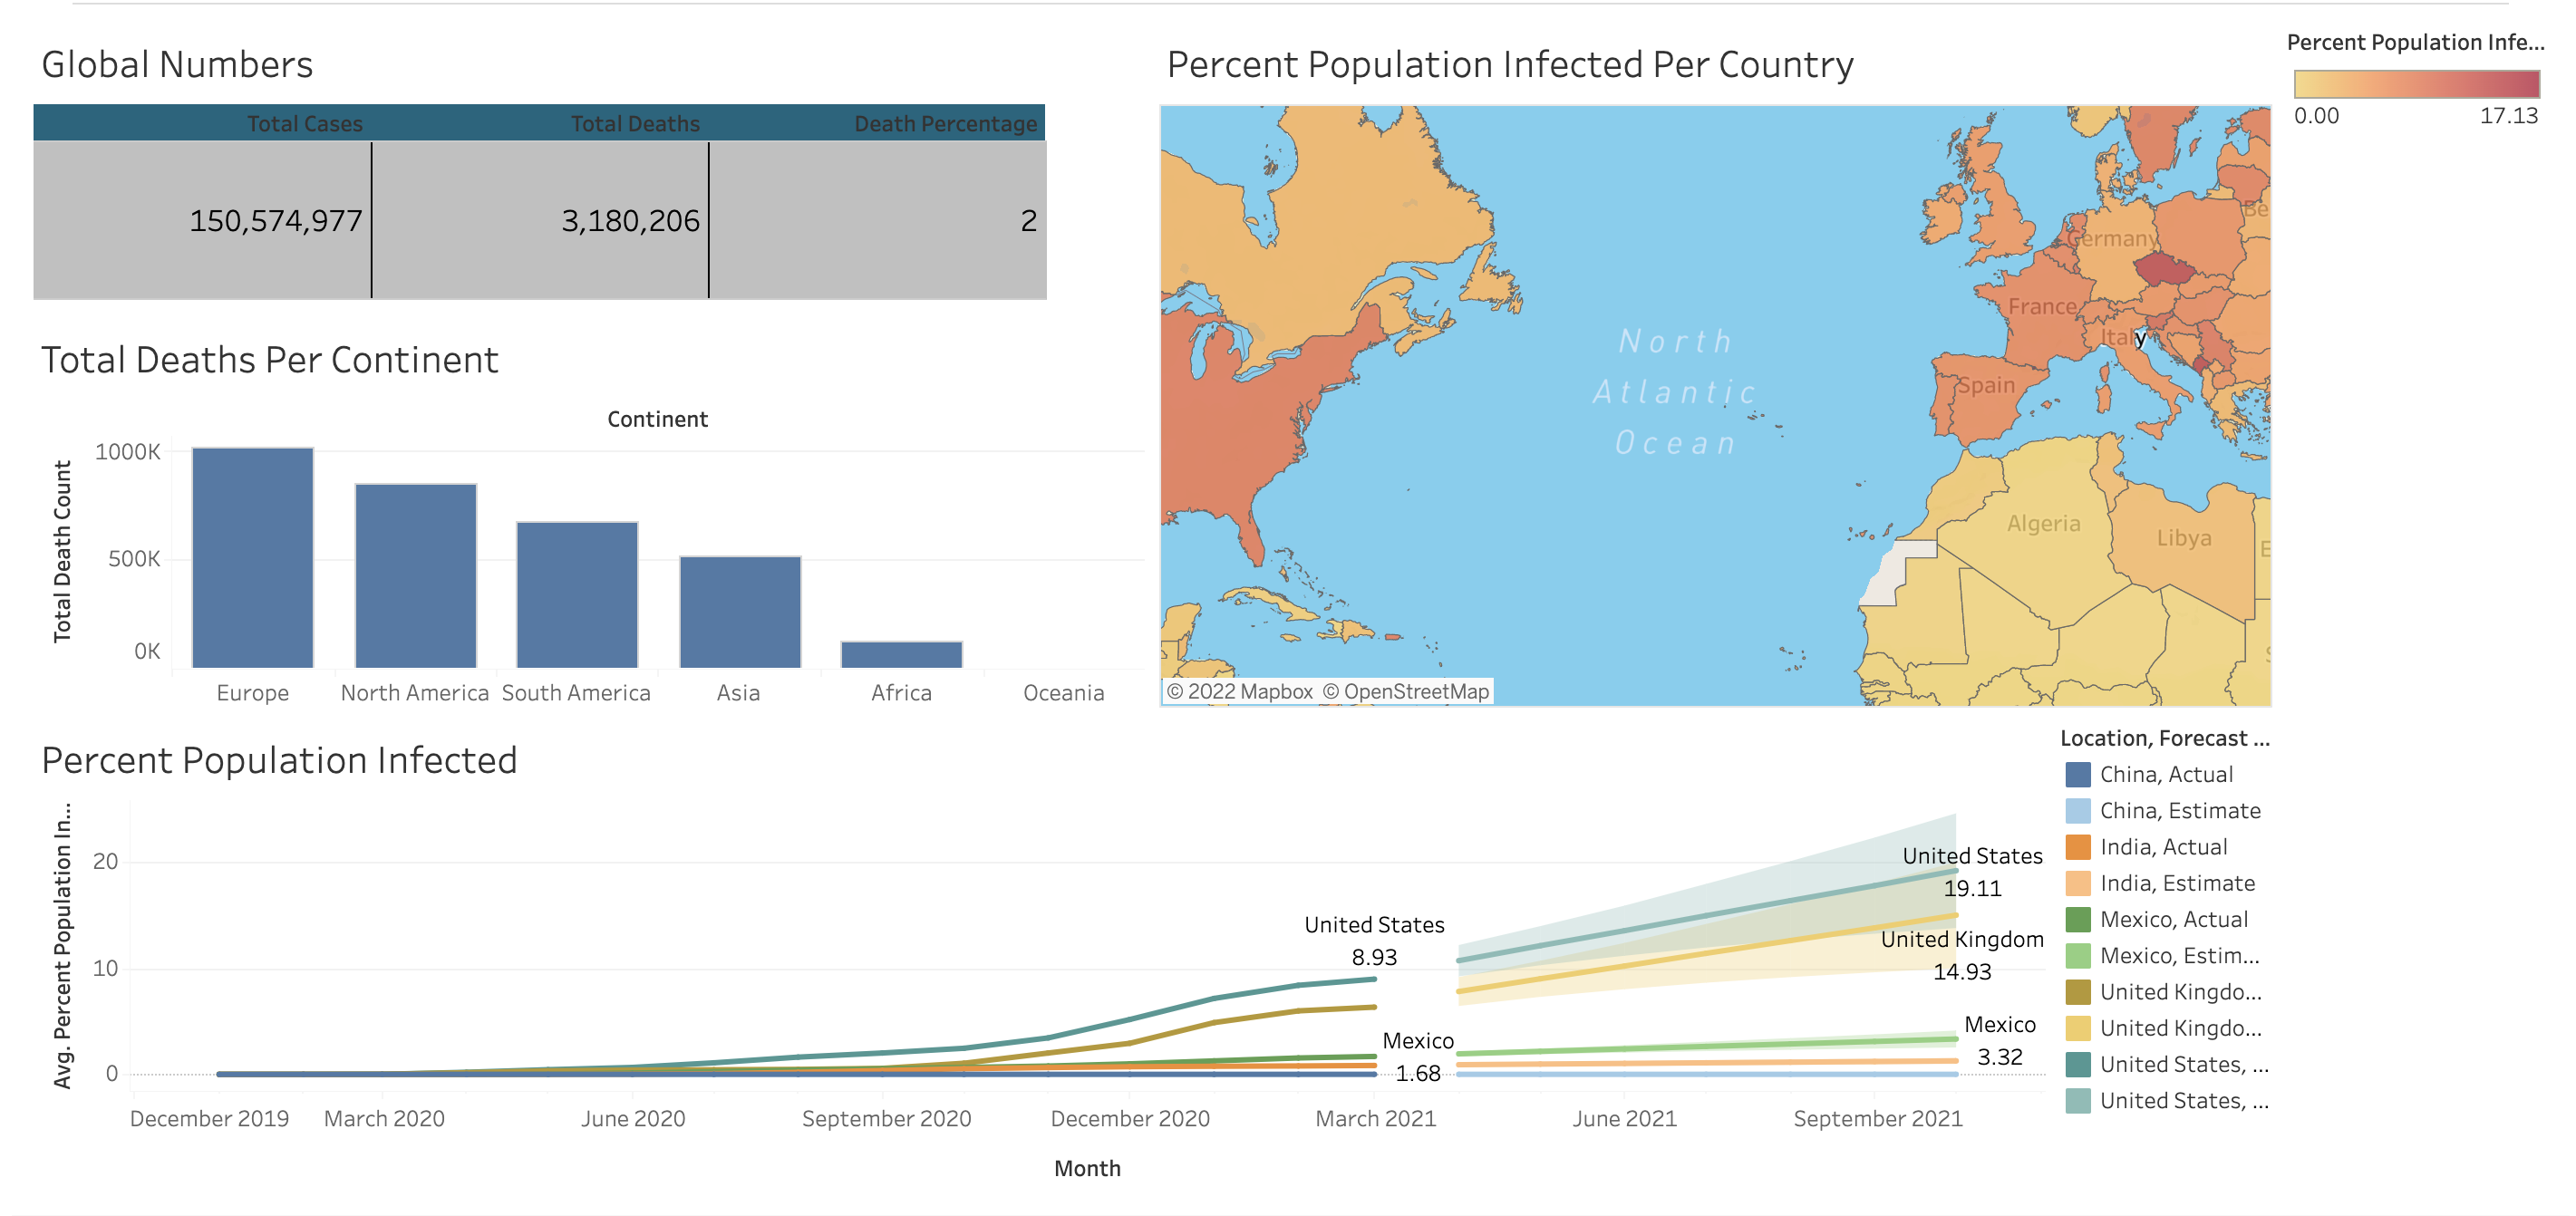 Global Numbers
Total Cases Total Deaths Death Percentage
150,574,977 3,180,206 2
Total Deaths Per Continent
Continent
Total Death Count
1000K
500K
0K
Europe North America South America Asia Africa Oceania
Percent Population Infected Per Country
North
Atlantic
Ocean
Germany
Be
France
Italy
Spain
Algeria
Libya
E
© 2022 Mapbox © OpenStreetMap
Percent Population Infe...
0.00 17.13
Percent Population Infected
Avg. Percent Population In...
20
10
0
United States
8.93
Mexico
1.68
United States
19.11
United Kingdom
14.93
Mexico
3.32
December 2019 March 2020 June 2020 September 2020 December 2020 March 2021 June 2021 September 2021
Month
Location, Forecast ...
China, Actual
China, Estimate
India, Actual
India, Estimate
Mexico, Actual
Mexico, Estim...
United Kingdo...
United Kingdo...
United States, ...
United States, ...